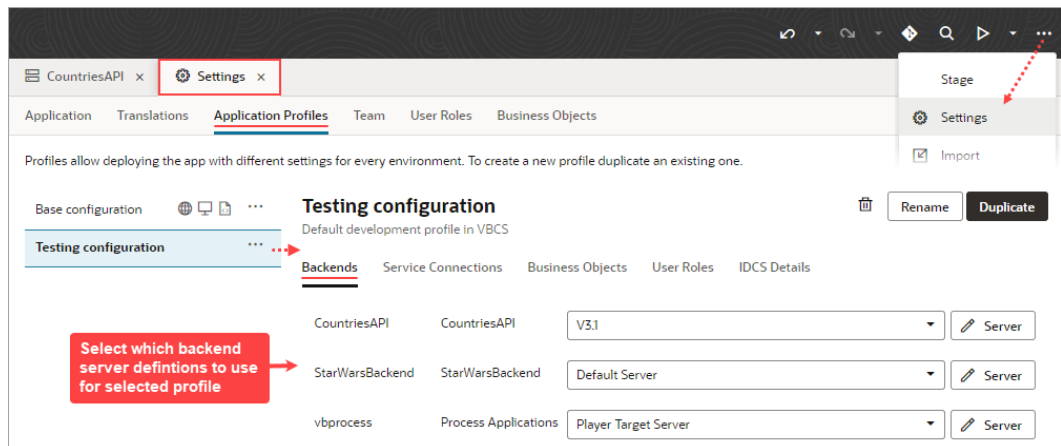 CountriesAPI ×
Settings ×
Stage
Settings
Import
Application Translations Application Profiles Team User Roles Business Objects
Profiles allow deploying the app with different settings for every environment. To create a new profile duplicate an existing one.
Base configuration
Testing configuration
Testing configuration
Default development profile in VBCS
Rename
Duplicate
Backends Service Connections Business Objects User Roles IDCS Details
CountriesAPI CountriesAPI V3.1 Server
StarWarsBackend StarWarsBackend Default Server Server
vbprocess Process Applications Player Target Server Server
Select which backend
server defintions to use
for selected profile